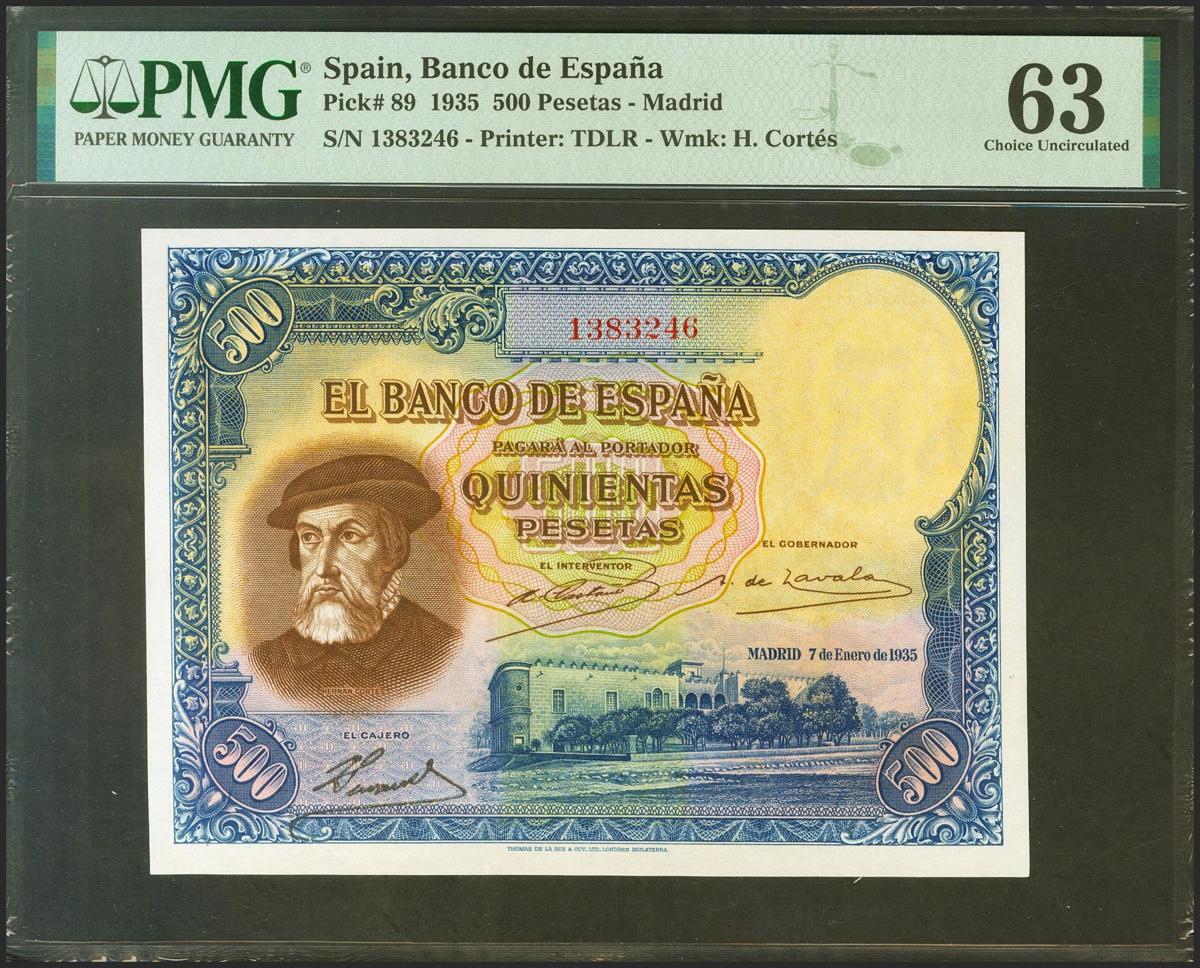 PMG®
PAPER MONEY GUARANTY
Spain, Banco de España
Pick# 89 1935 500 Pesetas - Madrid
S/N 1383246 - Printer: TDLR - Wmk: H. Cortés
63
Choice Uncirculated
500
1383246
EL BANCO DE ESPAÑA
PAGARÁ AL PORTADOR
QUINIENTAS
PESETAS
EL INTERVENTOR
EL GOBERNADOR
de Zavala
MADRID 7 de Enero de 1935
HERNÁN CORTÉS
EL CAJERO
500
500
THOMAS DE LA RUE & COY. LTD. LONDRES. INGLATERRA.